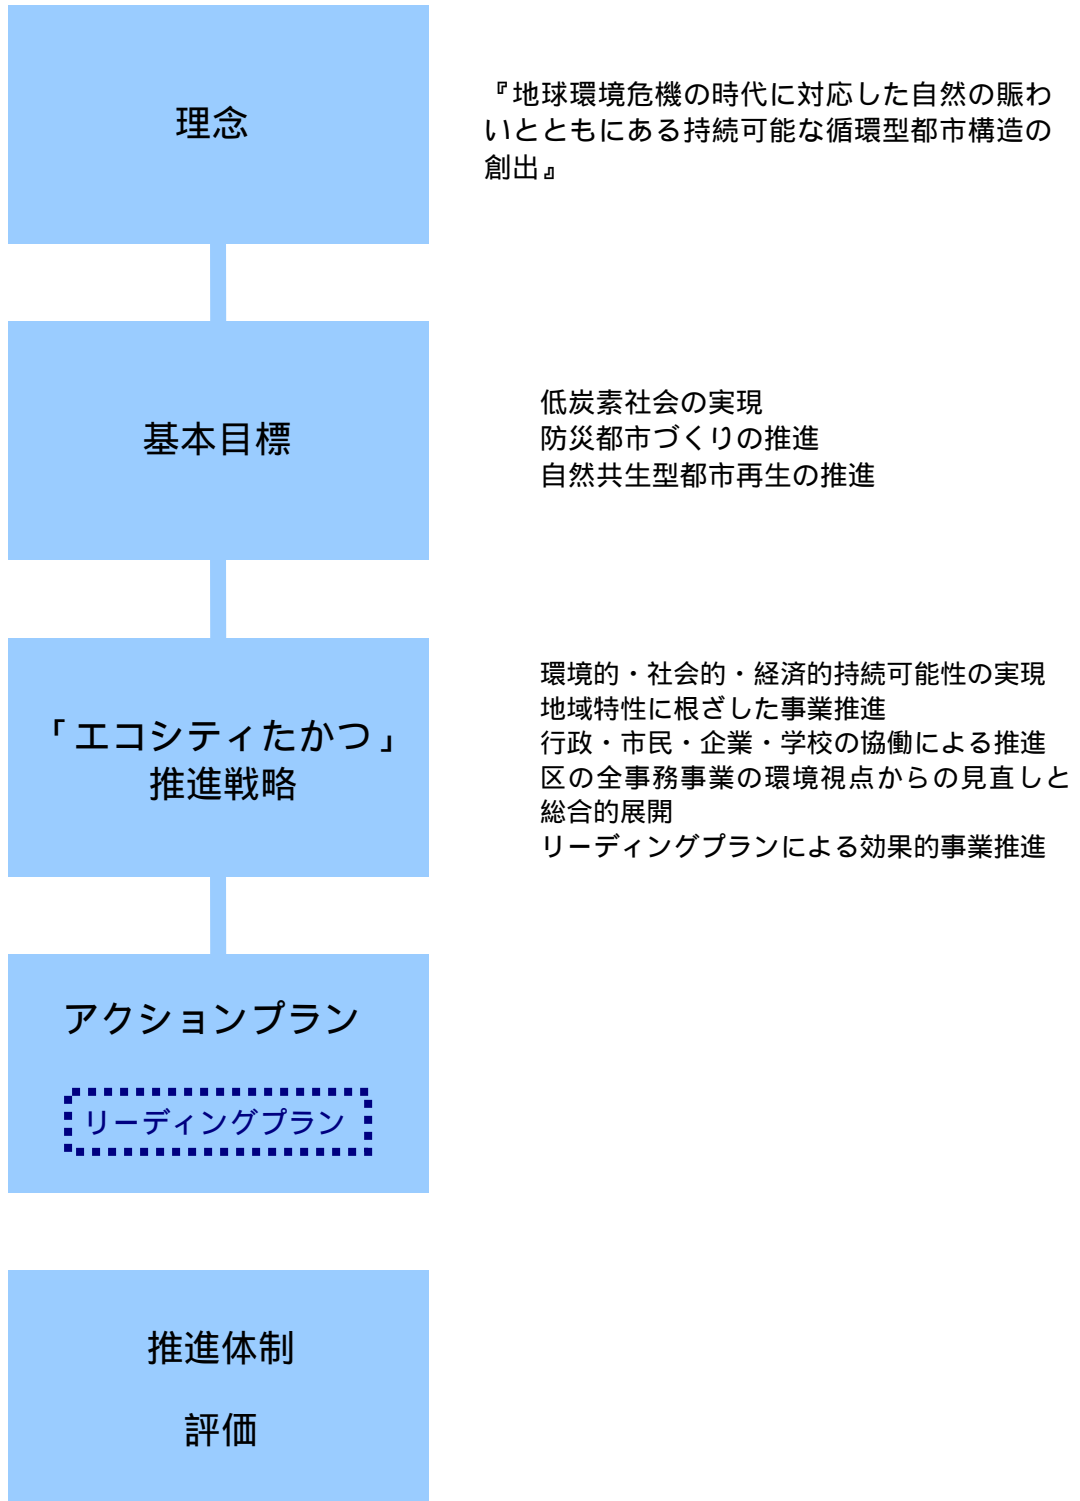 理念
『地球環境危機の時代に対応した自然の賑わ
いとともにある持続可能な循環型都市構造の
創出』
基本目標
低炭素社会の実現
防災都市づくりの推進
自然共生型都市再生の推進
「エコシティたかつ」
推進戦略
環境的・社会的・経済的持続可能性の実現
地域特性に根ざした事業推進
行政・市民・企業・学校の協働による推進
区の全事務事業の環境視点からの見直しと
総合的展開
リーディングプランによる効果的事業推進
アクションプラン
リーディングプラン
推進体制
評価